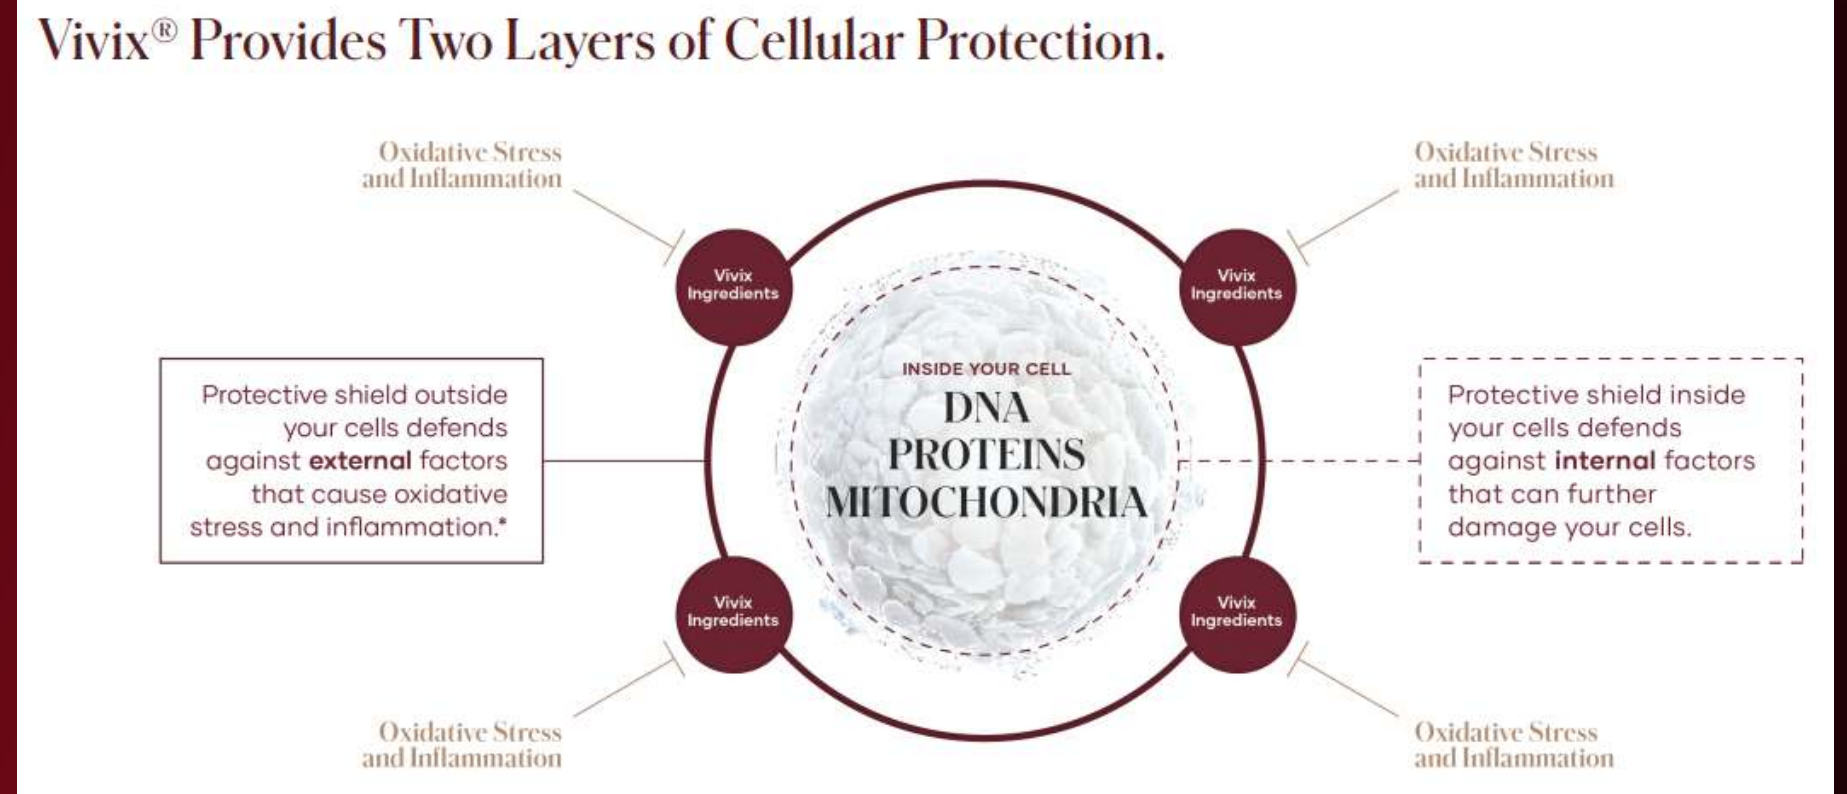 Vivix® Provides Two Layers of Cellular Protection.
Oxidative Stress
and Inflammation
Oxidative Stress
and Inflammation
Vivix
Ingredients
Vivix
Ingredients
Protective shield outside
your cells defends
against external factors
that cause oxidative
stress and inflammation.*
INSIDE YOUR CELL
DNA
PROTEINS
MITOCHONDRIA
Protective shield inside
your cells defends
against internal factors
that can further
damage your cells.
Vivix
Ingredients
Vivix
Ingredients
Oxidative Stress
and Inflammation
Oxidative Stress
and Inflammation